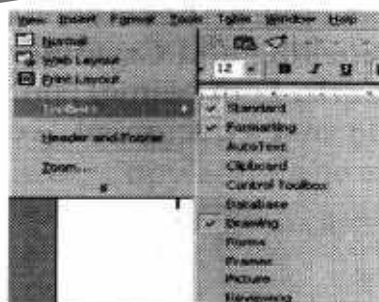 View Insert Format Tools Table Window Help
Normal
Web Layout
Print Layout
12 B I U
Toolbars
Header and Footer
Zoom...
Standard
Formatting
AutoText
Clipboard
Control Toolbox
Database
Drawing
Forms
Frames
Picture
Reviewing